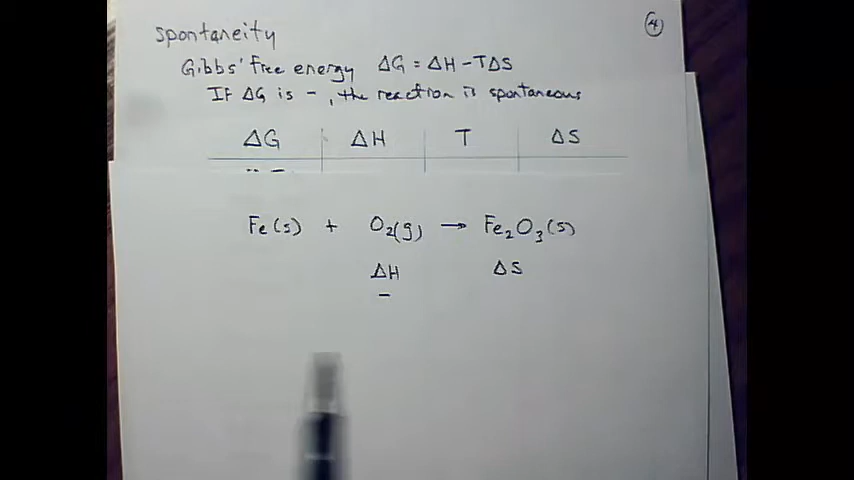 ④
spontaneity
Gibbs' free energy ΔG = ΔH - TΔS
If ΔG is -, the reaction is spontaneous
ΔG ΔH T ΔS
Fe(s) + O₂(g) → Fe₂O₃(s)
ΔH ΔS
-